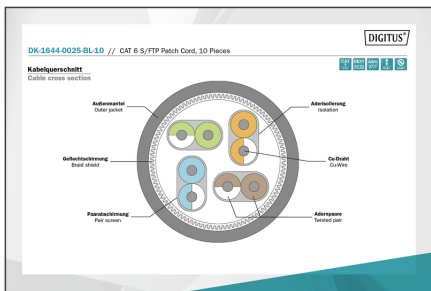 DIGITUS®
DK-1644-0025-BL-10 // CAT 6 S/FTP Patch Cord, 10 Pieces
Kabelquerschnitt
Cable cross section
Außenmantel
Outer jacket
Aderisolierung
Isolation
Geflechtschirmung
Braid shield
Cu-Draht
Cu-Wire
Paarabschirmung
Pair screen
Adernpaare
Twisted pair